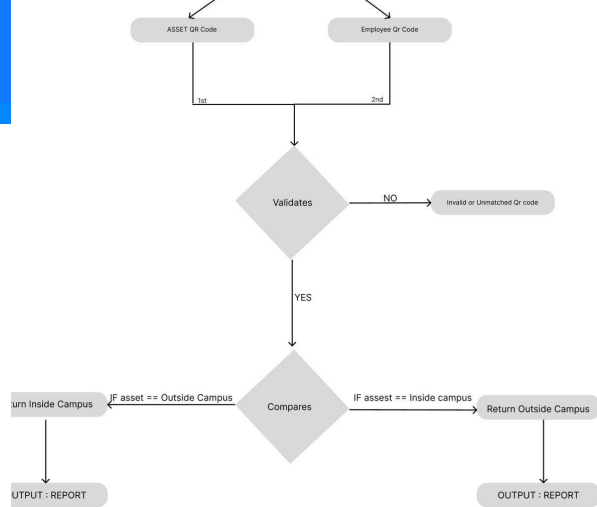 ASSET QR Code
Employee Qr Code
1st
2nd
Validates
NO
Invalid or Unmatched Qr code
YES
IF asset == Outside Campus
IF assest == Inside campus
urn Inside Campus
Compares
Return Outside Campus
UTPUT : REPORT
OUTPUT : REPORT